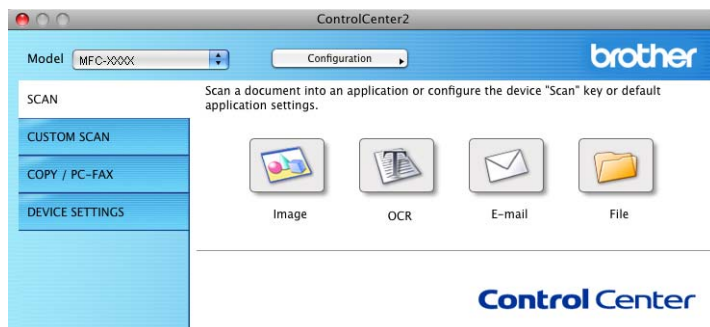 ControlCenter2
Model MFC-XXXX Configuration brother
SCAN
Scan a document into an application or configure the device "Scan" key or default
application settings.
CUSTOM SCAN
COPY / PC-FAX
DEVICE SETTINGS
Image OCR E-mail File
Control Center